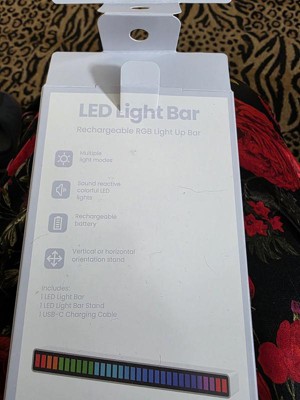 LED Light Bar
Rechargeable RGB Light Up Bar
Multiple
light modes
Sound reactive
colorful LED
lights
Rechargeable
battery
Vertical or horizontal
orientation stand
Includes:
1 LED Light Bar
1 LED Light Bar Stand
1 USB-C Charging Cable